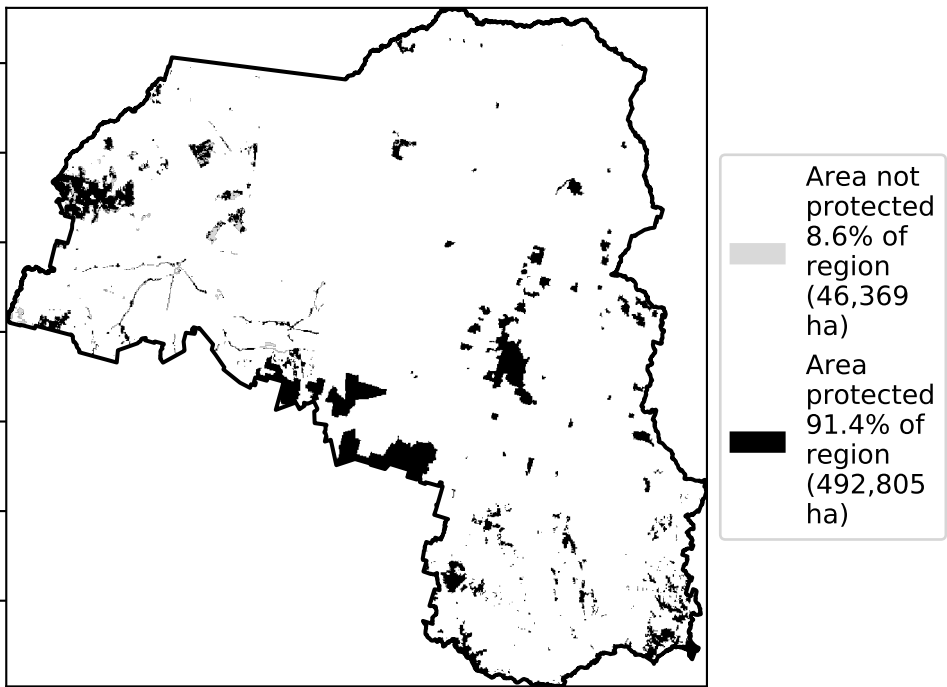 Area not
protected
8.6% of
region
(46,369
ha)
Area
protected
91.4% of
region
(492,805
ha)